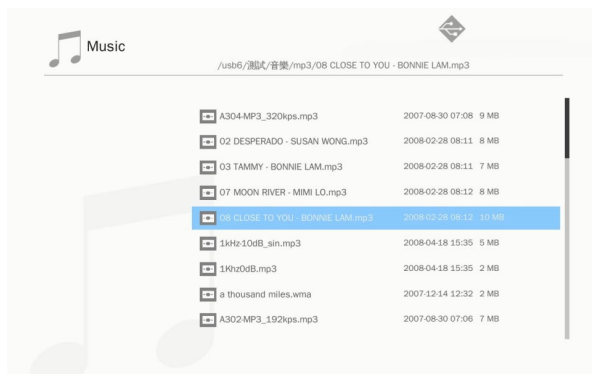 Music
/usb6/測試/音樂/mp3/08 CLOSE TO YOU - BONNIE LAM.mp3
A304-MP3_320kps.mp3 2007-08-30 07:08 9 MB
02 DESPERADO - SUSAN WONG.mp3 2008-02-28 08:11 8 MB
03 TAMMY - BONNIE LAM.mp3 2008-02-28 08:11 7 MB
07 MOON RIVER - MIMI LO.mp3 2008-02-28 08:12 8 MB
08 CLOSE TO YOU - BONNIE LAM.mp3 2008-02-28 08:12 10 MB
1kHz-10dB_sin.mp3 2008-04-18 15:35 5 MB
1Khz0dB.mp3 2008-04-18 15:35 2 MB
a thousand miles.wma 2007-12-14 12:32 2 MB
A302-MP3_192kps.mp3 2007-08-30 07:06 7 MB